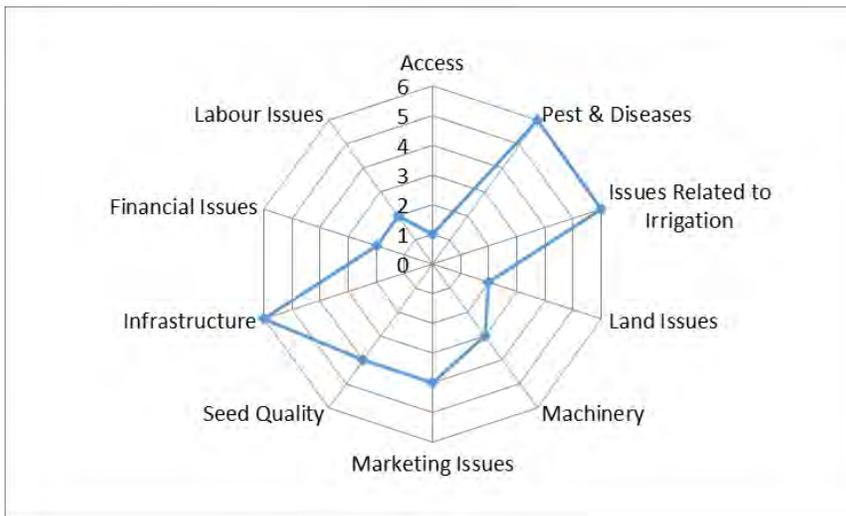 Access
6
5
4
3
2
1
0
Pest & Diseases
Issues Related to
Irrigation
Land Issues
Machinery
Marketing Issues
Seed Quality
Infrastructure
Financial Issues
Labour Issues